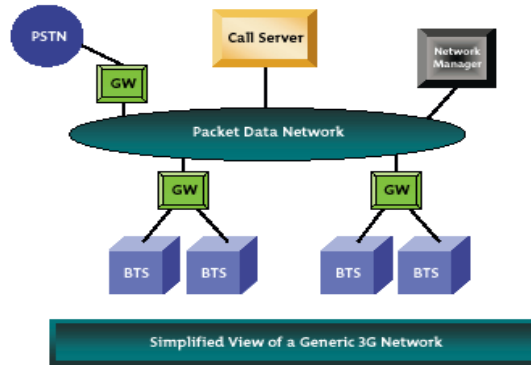 PSTN
Call Server
Network
Manager
GW
Packet Data Network
GW
GW
BTS
BTS
BTS
BTS
Simplified View of a Generic 3G Network